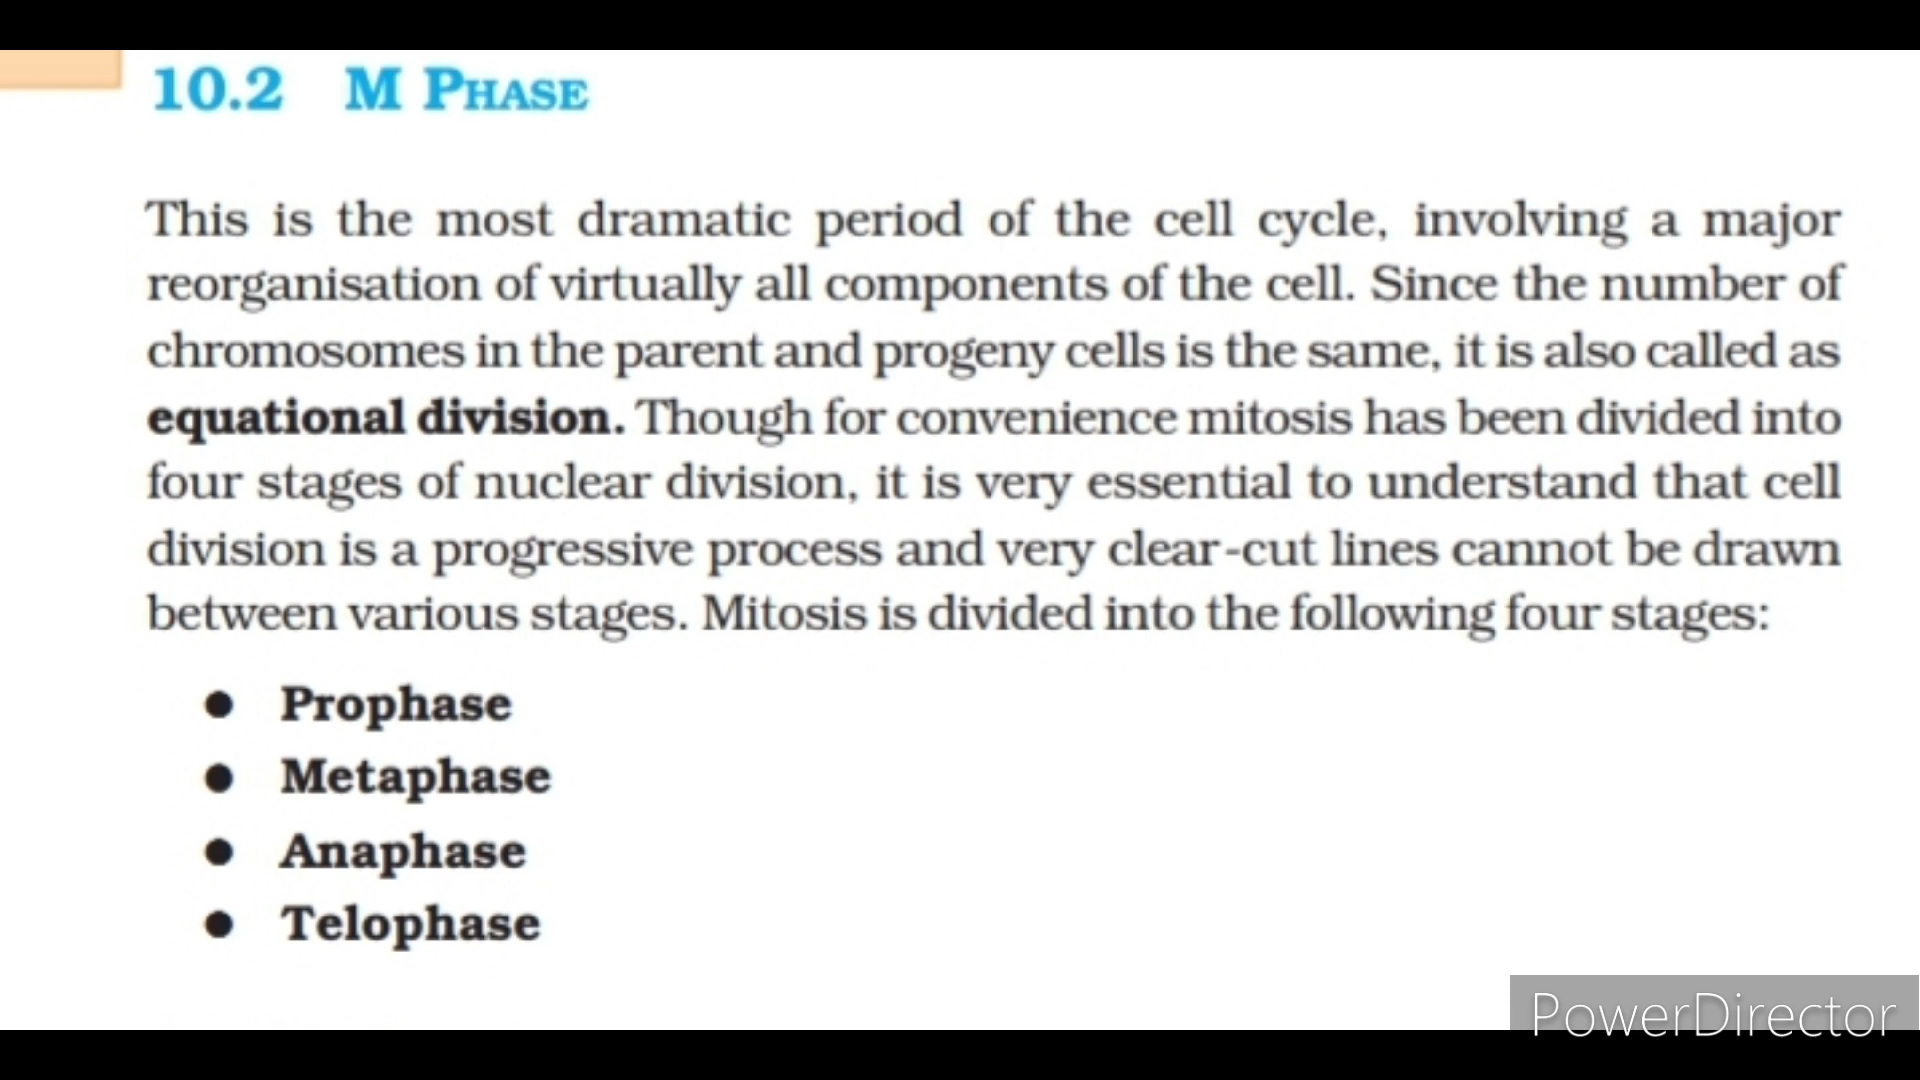 10.2 M PHASE
This is the most dramatic period of the cell cycle, involving a major
reorganisation of virtually all components of the cell. Since the number of
chromosomes in the parent and progeny cells is the same, it is also called as
equational division. Though for convenience mitosis has been divided into
four stages of nuclear division, it is very essential to understand that cell
division is a progressive process and very clear-cut lines cannot be drawn
between various stages. Mitosis is divided into the following four stages:
● Prophase
● Metaphase
● Anaphase
● Telophase
PowerDirector